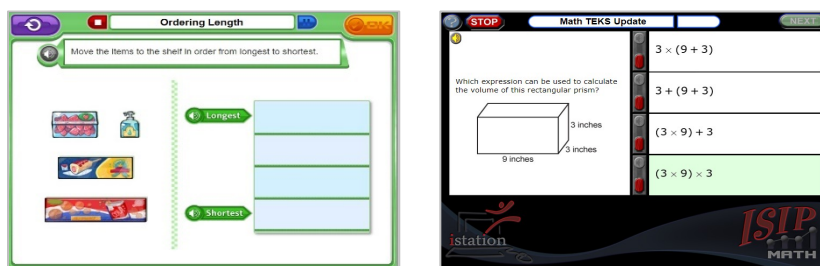 Ordering Length
OK
Move the items to the shelf in order from longest to shortest.
Longest
Shortest
STOP
Math TEKS Update
NEXT
Which expression can be used to calculate
the volume of this rectangular prism?
3 inches
3 inches
9 inches
3 × (9 + 3)
3 + (9 + 3)
(3 × 9) + 3
(3 × 9) × 3
istation
ISIP
MATH